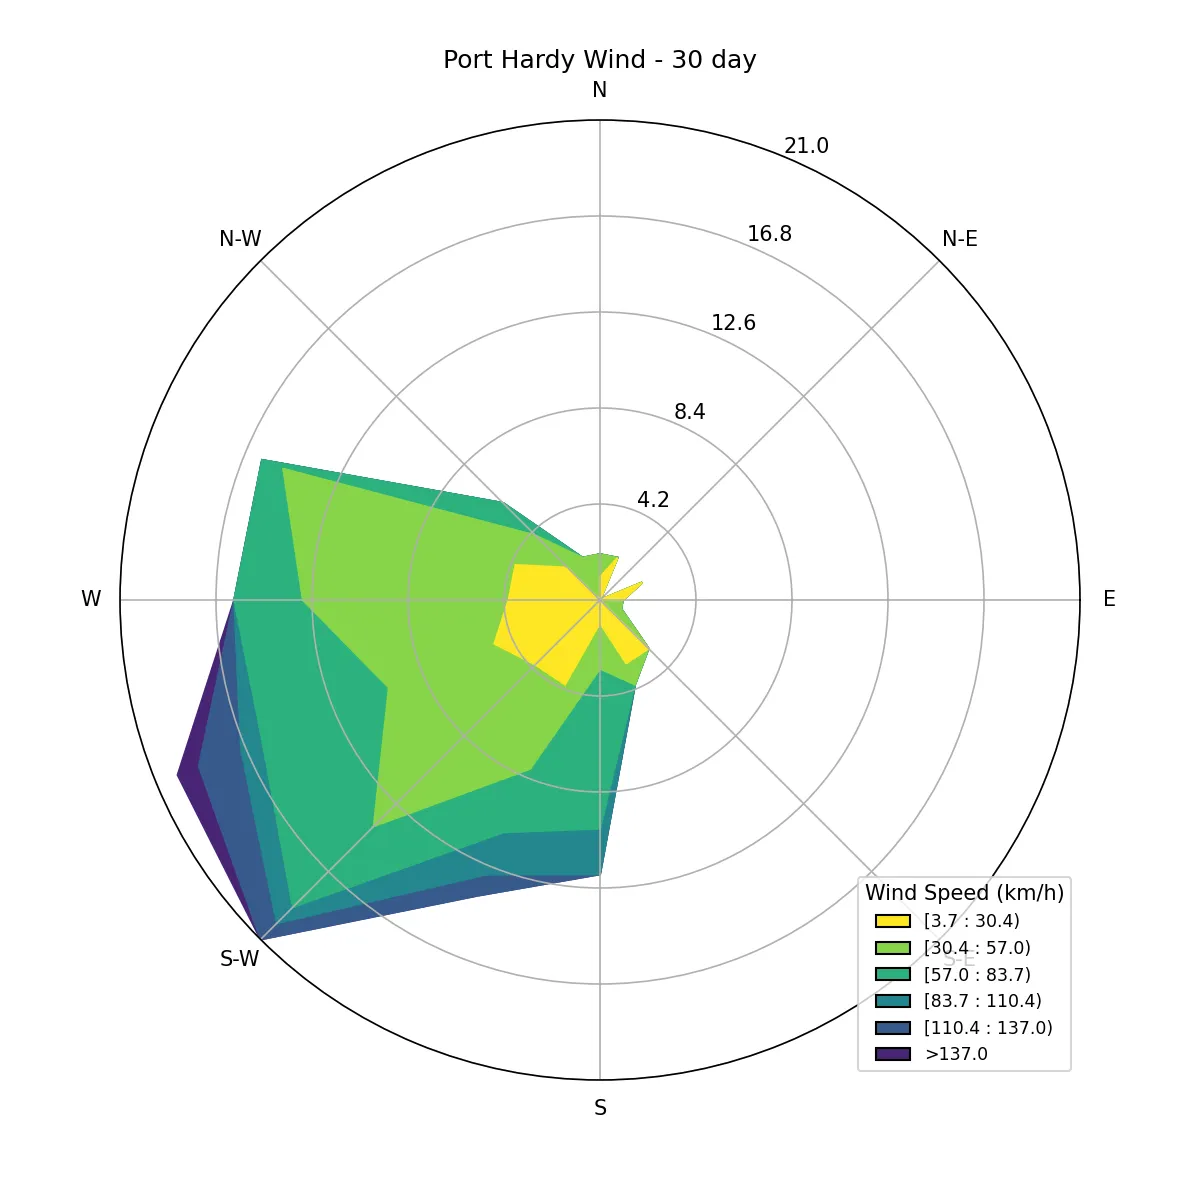 Port Hardy Wind - 30 day
N
21.0
16.8
N-W
N-E
12.6
8.4
4.2
W
E
S-W
S-E
S
Wind Speed (km/h)
[3.7 : 30.4)
[30.4 : 57.0)
[57.0 : 83.7)
[83.7 : 110.4)
[110.4 : 137.0)
>137.0